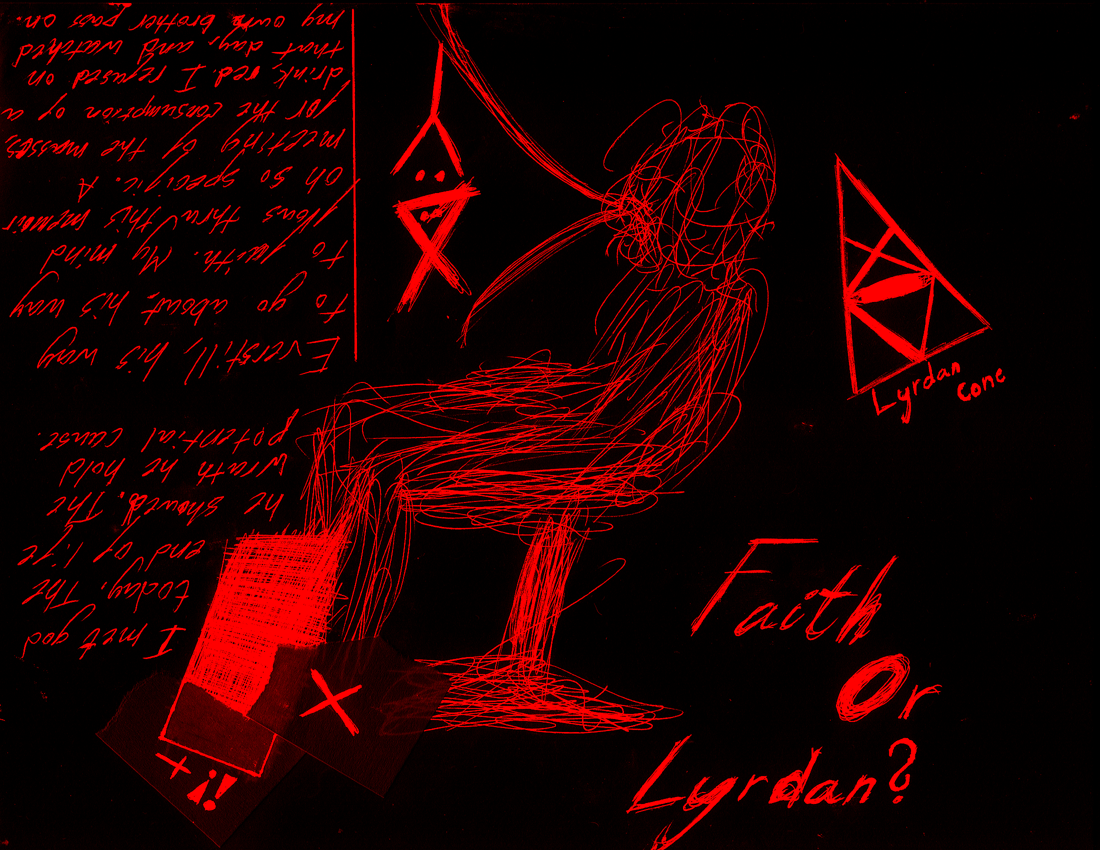 I met god
today. The
end of life
he showed. The
wrath he hold
potential cause.
Everstill, his way
to go about, his way
to faith. My mind
flows thru this memoir
oh so specific. A
meeting of the masses,
for the consumption of a
drink, red. I refused on
that day, and watched
my own brother pass on.
Lyrdan
cone
Faith
Or
Lyrdan?